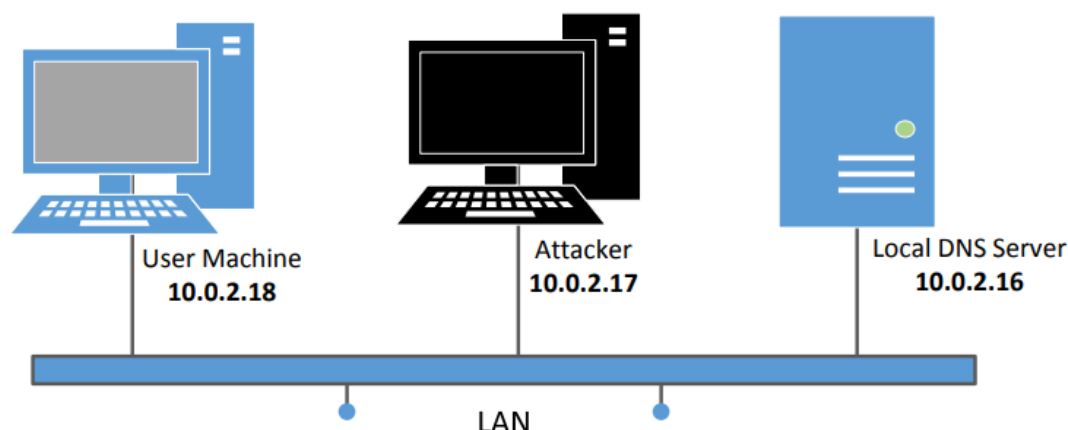 User Machine
10.0.2.18
Attacker
10.0.2.17
Local DNS Server
10.0.2.16
LAN